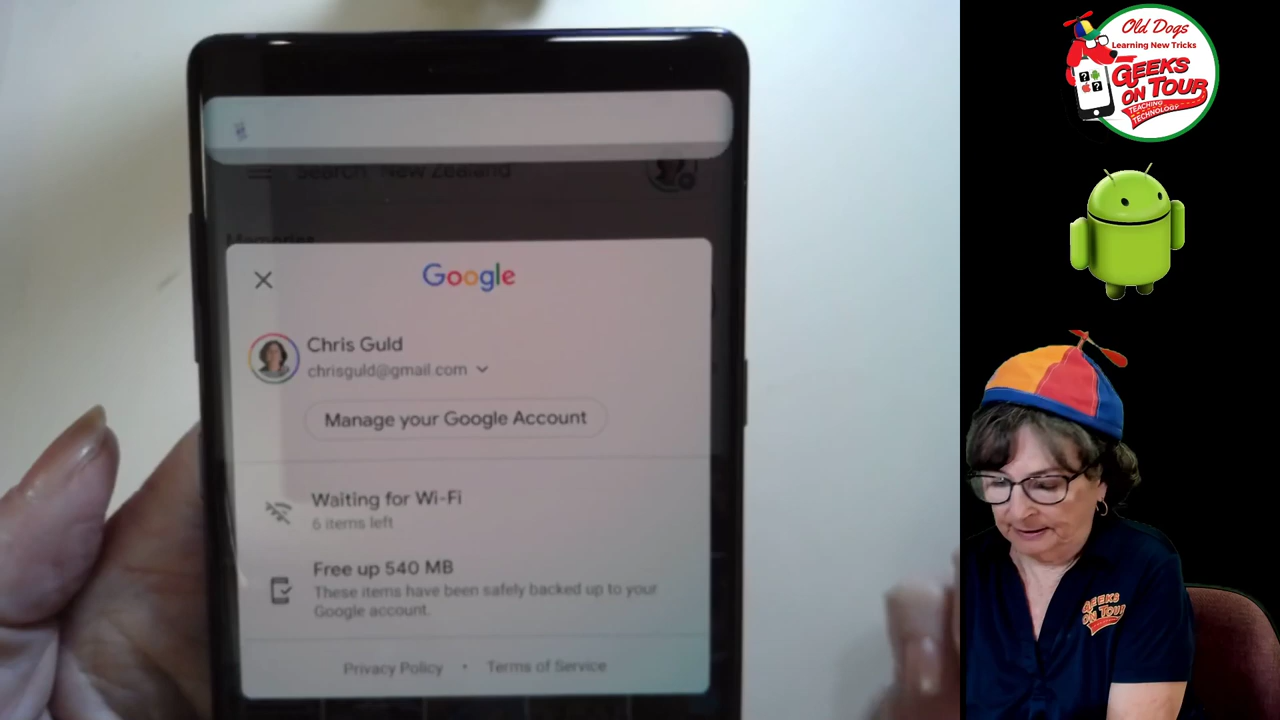 Search "New Zealand"
Memories
Google
Chris Guld
chrisguld@gmail.com
Manage your Google Account
Waiting for Wi-Fi
6 items left
Free up 540 MB
These items have been safely backed up to your
Google account.
Privacy Policy • Terms of Service
Old Dogs
Learning New Tricks
GEEKS
ON TOUR
TEACHING
TECHNOLOGY
GEEKS
ON TOUR